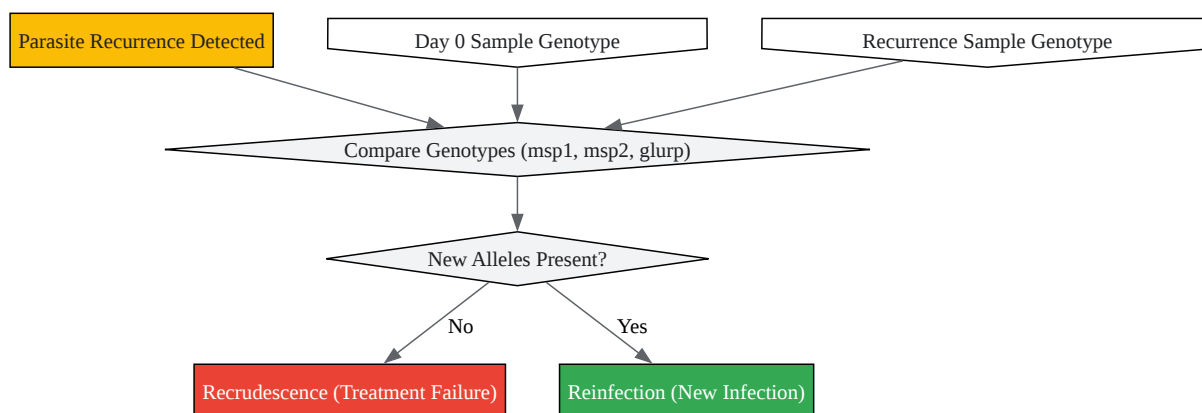 Parasite Recurrence Detected
Day 0 Sample Genotype
Recurrence Sample Genotype
Compare Genotypes (msp1, msp2, glurp)
New Alleles Present?
No
Yes
Recrudescence (Treatment Failure)
Reinfection (New Infection)